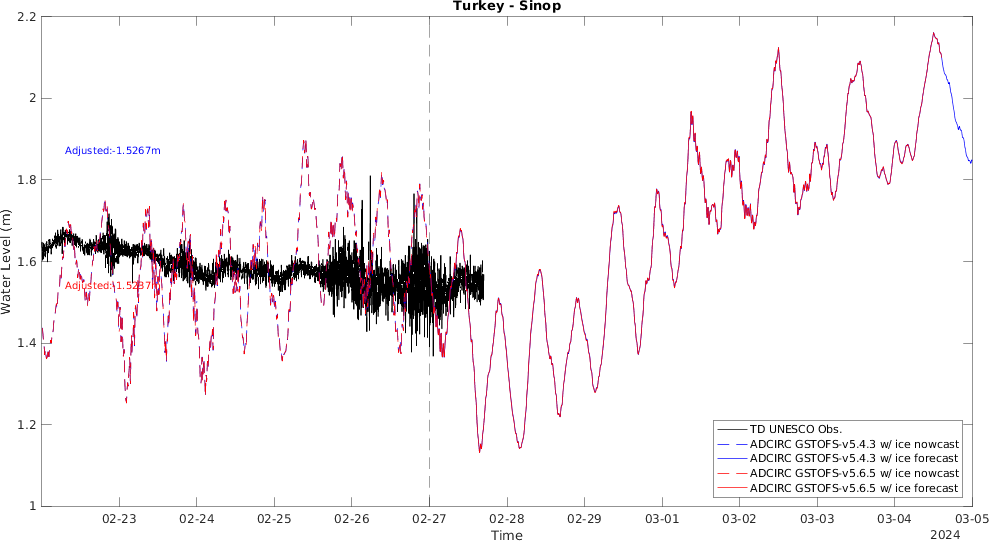 Turkey - Sinop
2.2
2
1.8
1.6
1.4
1.2
1
Water Level (m)
Adjusted:-1.5267m
Adjusted:-1.5237m
02-23
02-24
02-25
02-26
02-27
02-28
02-29
03-01
03-02
03-03
03-04
03-05
Time
2024
TD UNESCO Obs.
ADCIRC GSTOFS-v5.4.3 w/ ice nowcast
ADCIRC GSTOFS-v5.4.3 w/ ice forecast
ADCIRC GSTOFS-v5.6.5 w/ ice nowcast
ADCIRC GSTOFS-v5.6.5 w/ ice forecast